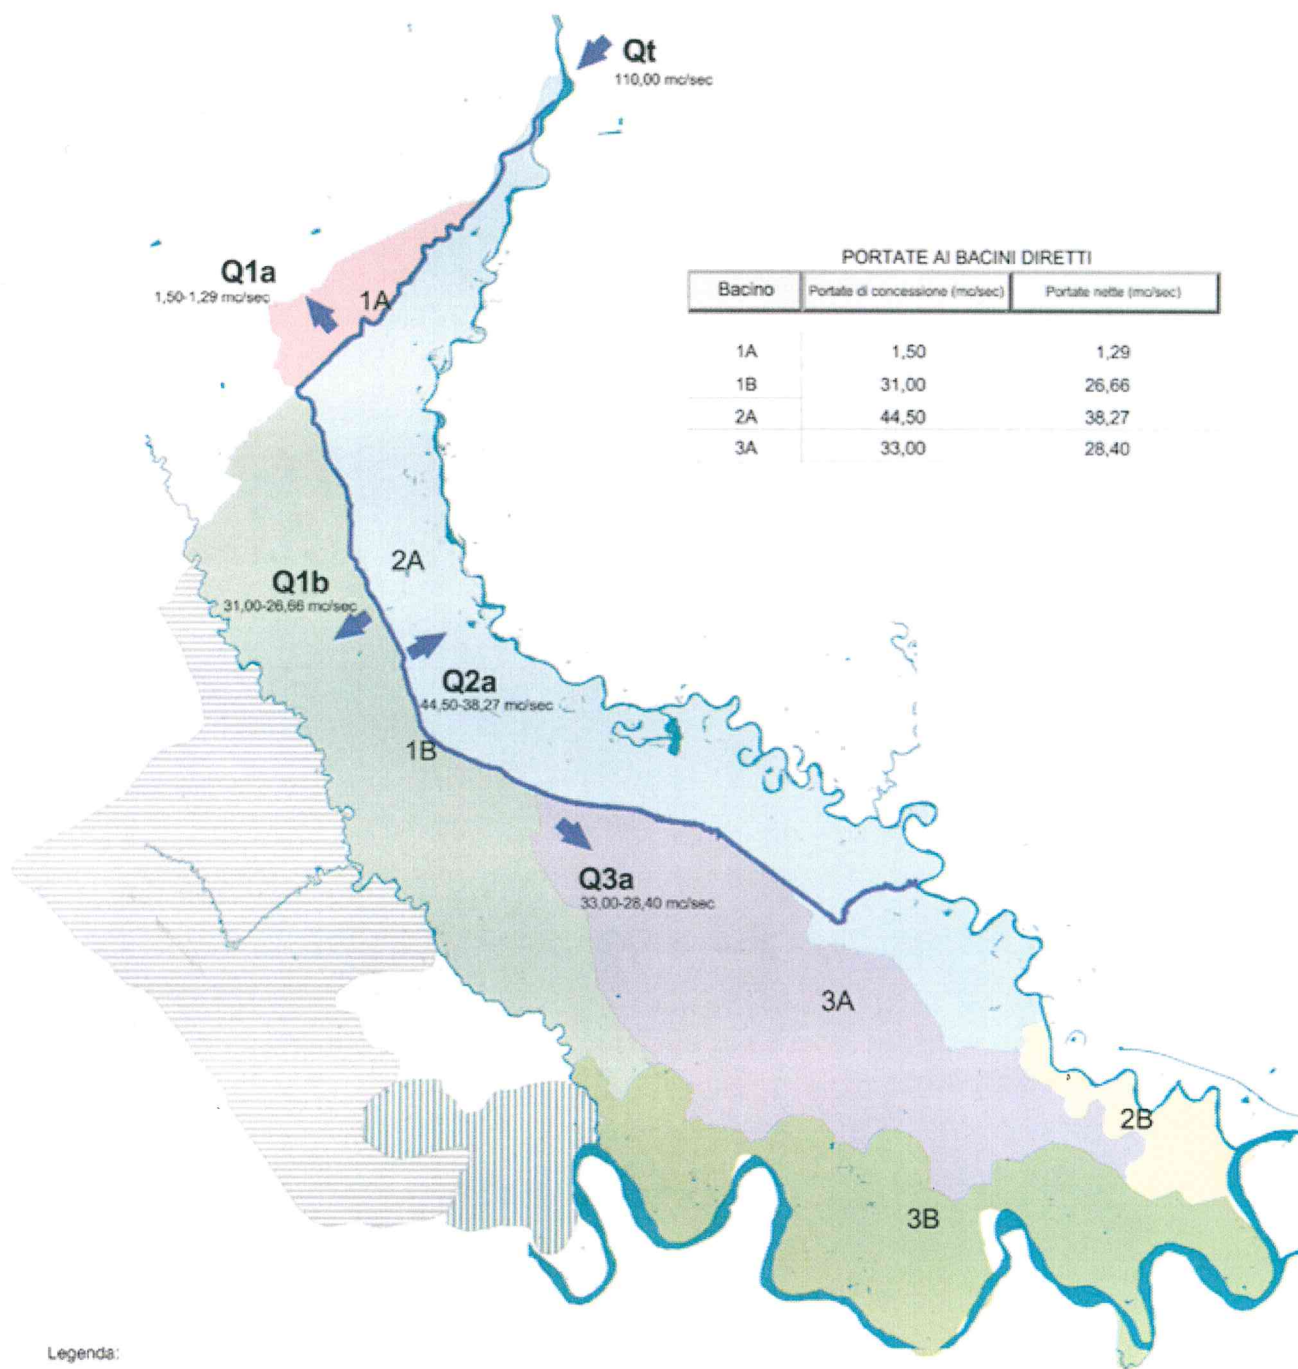 Qt
110,00 mc/sec
Q1a
1,50-1,29 mc/sec
1A
PORTATE AI BACINI DIRETTI
Bacino Portate di concessione (mc/sec) Portate nette (mc/sec)
1A 1,50 1,29
1B 31,00 26,66
2A 44,50 38,27
3A 33,00 28,40
2A
Q1b
31,00-26,66 mc/sec
Q2a
44,50-38,27 mc/sec
1B
Q3a
33,00-28,40 mc/sec
3A
2B
3B
Legenda: